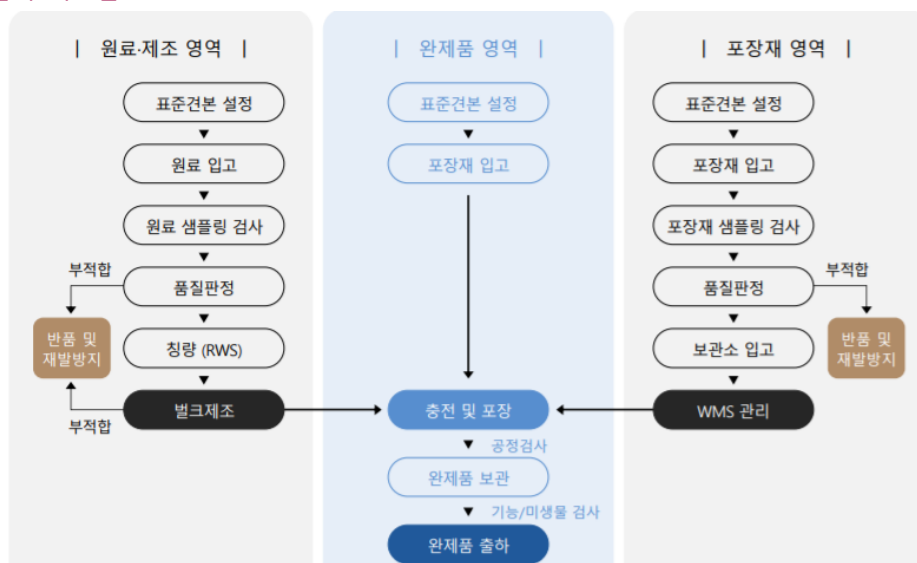 | 원료·제조 영역 |
표준견본 설정
원료 입고
원료 샘플링 검사
부적합
품질판정
반품 및
재발방지
칭량 (RWS)
벌크제조
부적합
| 완제품 영역 |
표준견본 설정
포장재 입고
충전 및 포장
공정검사
완제품 보관
기능/미생물 검사
완제품 출하
| 포장재 영역 |
표준견본 설정
포장재 입고
포장재 샘플링 검사
부적합
품질판정
반품 및
재발방지
보관소 입고
WMS 관리